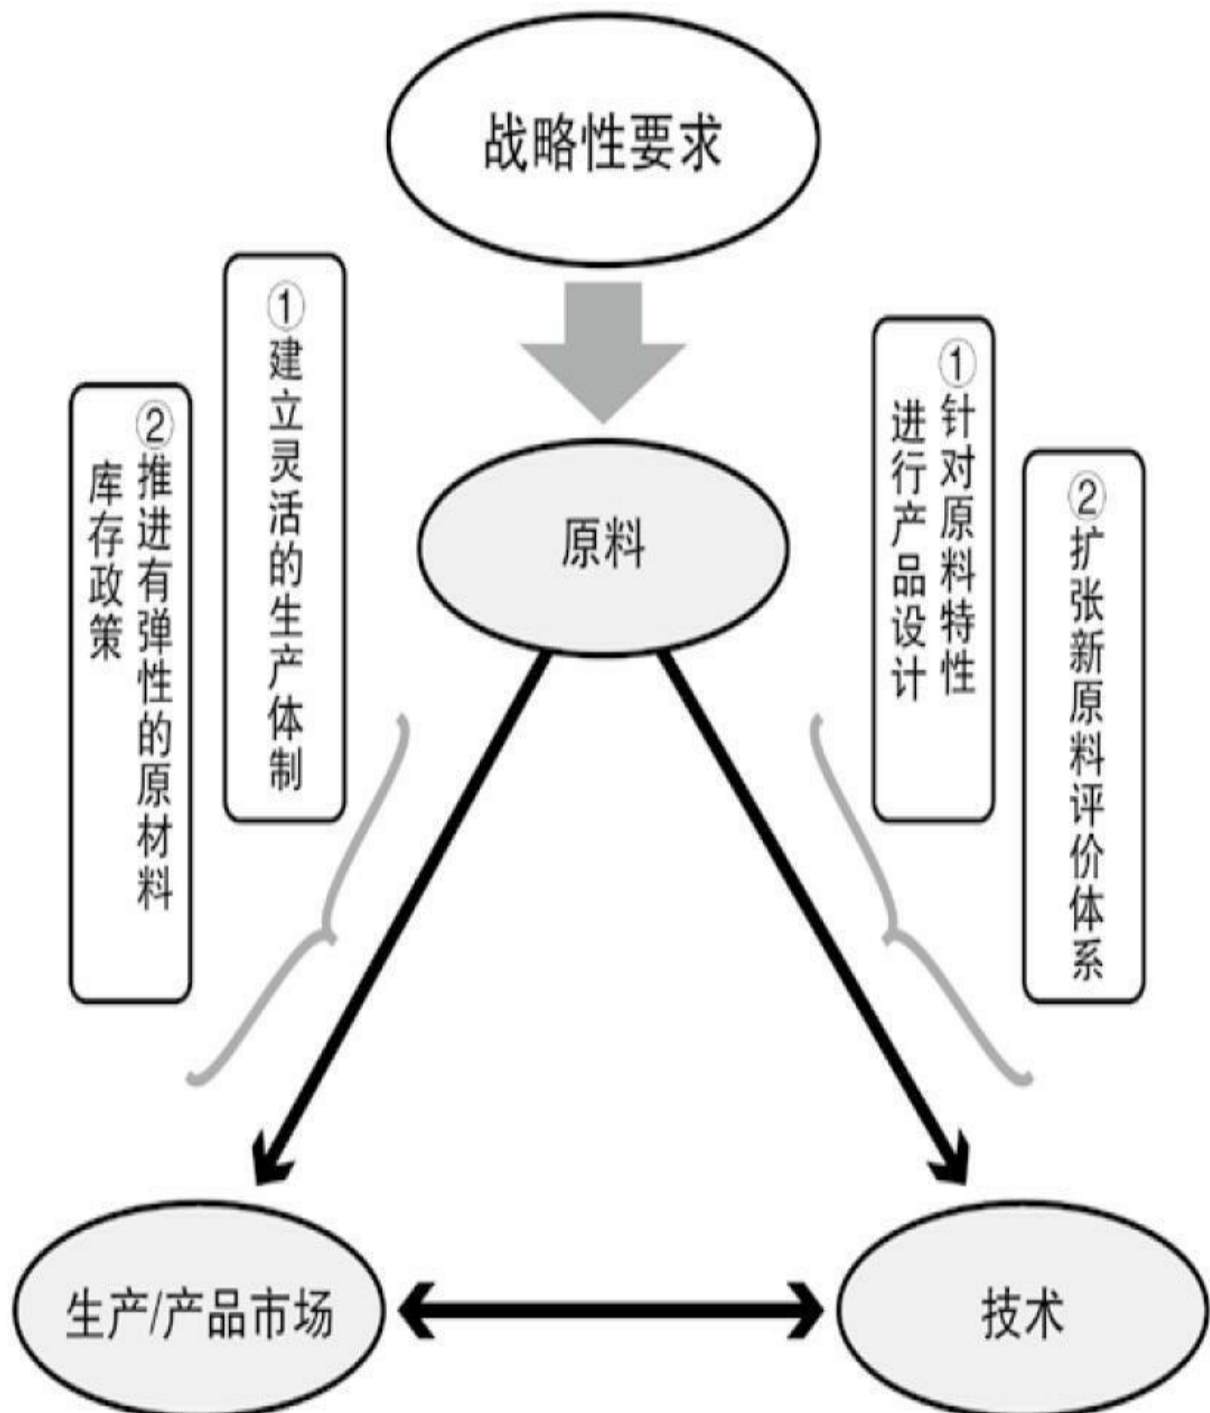 战略性要求
①建立灵活的生产体制
②推进有弹性的原材料
库存政策
①针对原料特性
进行产品设计
②扩张新原料评价体系
原料
生产/产品市场
技术